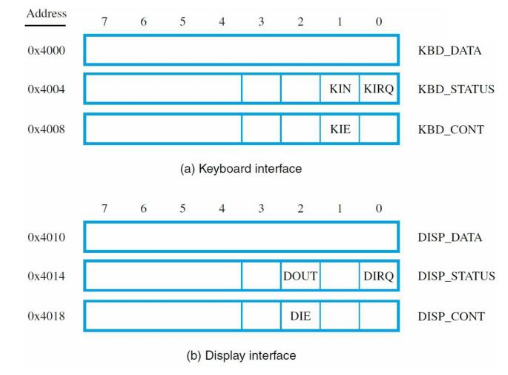 Address 7 6 5 4 3 2 1 0
0x4000 KBD_DATA
0x4004 KIN KIRQ KBD_STATUS
0x4008 KIE KBD_CONT
(a) Keyboard interface
7 6 5 4 3 2 1 0
0x4010 DISP_DATA
0x4014 DOUT DIRQ DISP_STATUS
0x4018 DIE DISP_CONT
(b) Display interface